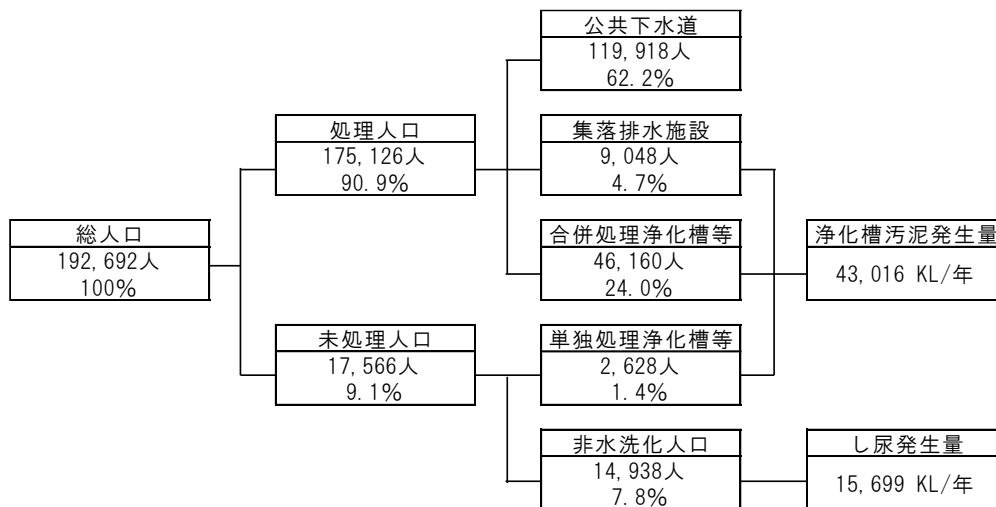 公共下水道
119,918人
62.2%
処理人口
175,126人
90.9%
集落排水施設
9,048人
4.7%
総人口
192,692人
100%
合併処理浄化槽等
46,160人
24.0%
浄化槽汚泥発生量
43,016 KL/年
未処理人口
17,566人
9.1%
単独処理浄化槽等
2,628人
1.4%
非水洗化人口
14,938人
7.8%
し尿発生量
15,699 KL/年